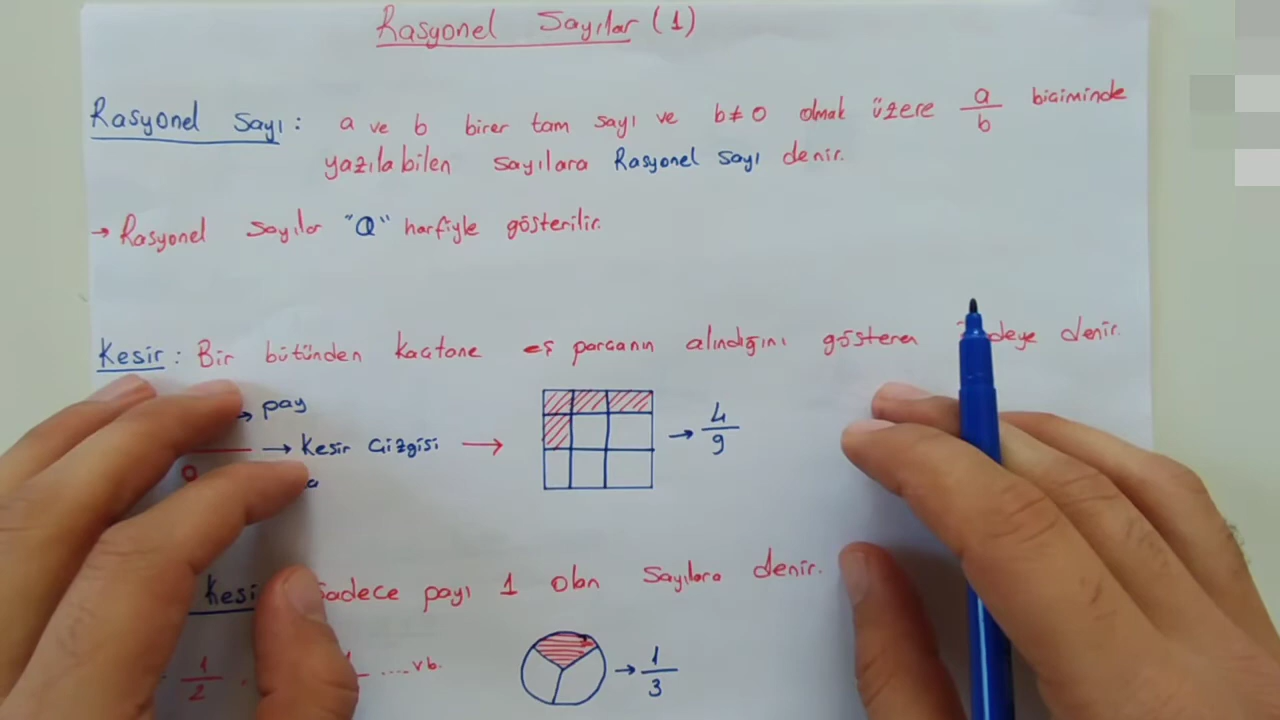 Rasyonel Sayılar (1)
Rasyonel Sayı: a ve b birer tam sayı ve b≠0 olmak üzere a/b biçiminde
yazılabilen sayılara Rasyonel sayı denir.
→ Rasyonel sayılar "Q" harfiyle gösterilir.
Kesir: Bir bütünden kaçtane eş parçanın alındığını gösteren denir.
→ pay
→ Kesir Çizgisi → → 4/9
Sadece payı 1 olan sayılara denir.
1/2 ....vb. → 1/3